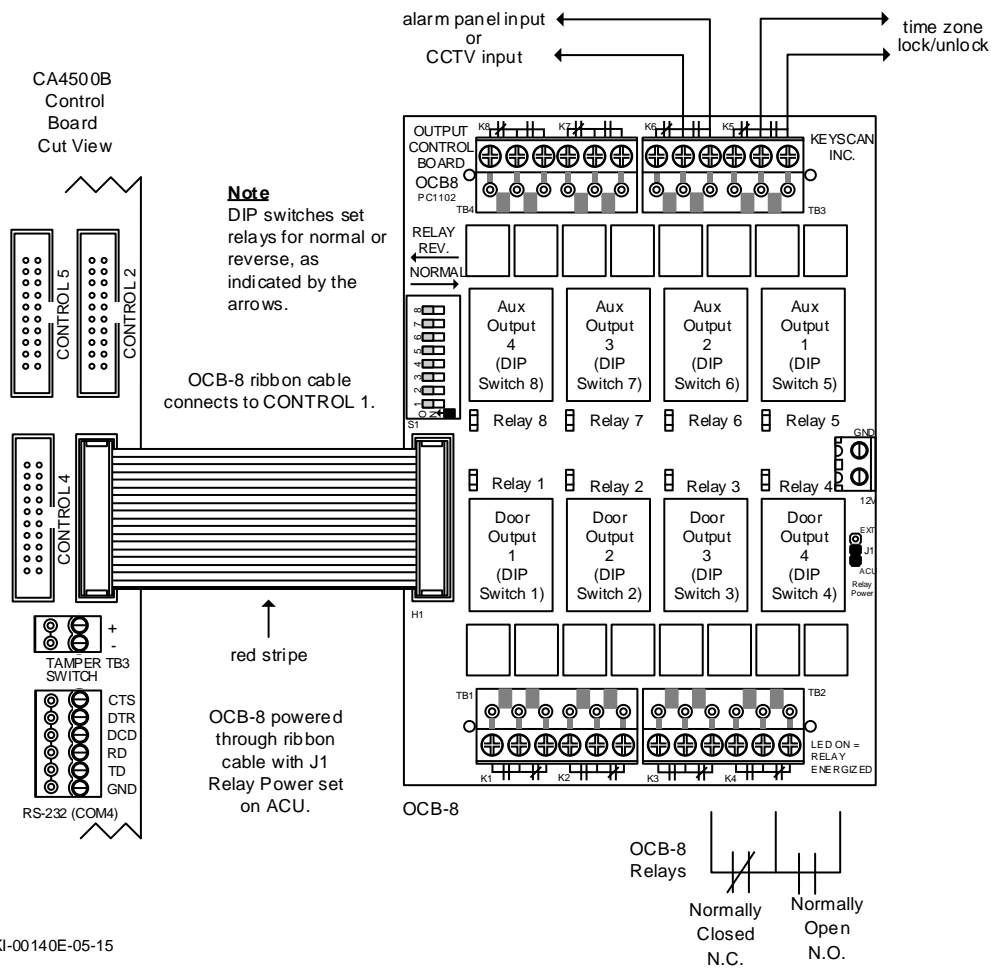 alarm panel input
or
CCTV input
time zone
lock/unlock
CA4500B
Control
Board
Cut View
Note
DIP switches set
relays for normal or
reverse, as
indicated by the
arrows.
OCB-8 ribbon cable
connects to CONTROL 1.
CONTROL 5
CONTROL 2
CONTROL 4
red stripe
OCB-8 powered
through ribbon
cable with J1
Relay Power set
on ACU.
+
-
TAMPER TB3
SWITCH
CTS
DTR
DCD
RD
TD
GND
RS-232 (COM4)
OUTPUT
CONTROL
BOARD
OCB8
PC1102
K8
K7
K6
K5
KEYSCAN
INC.
TB4
TB3
RELAY
REV.
NORMAL
8
7
6
5
4
3
2
1
ON
S1
Aux
Output
4
(DIP
Switch 8)
Aux
Output
3
(DIP
Switch 7)
Aux
Output
2
(DIP
Switch 6)
Aux
Output
1
(DIP
Switch 5)
Relay 8
Relay 7
Relay 6
Relay 5
GND
12V
Relay 1
Relay 2
Relay 3
Relay 4
Door
Output
1
(DIP
Switch 1)
Door
Output
2
(DIP
Switch 2)
Door
Output
3
(DIP
Switch 3)
Door
Output
4
(DIP
Switch 4)
EXT
J1
ACU
Relay
Power
H1
TB1
TB2
K1
K2
K3
K4
LED ON =
RELAY
ENERGIZED
OCB-8
OCB-8
Relays
Normally
Closed
N.C.
Normally
Open
N.O.
KI-00140E-05-15